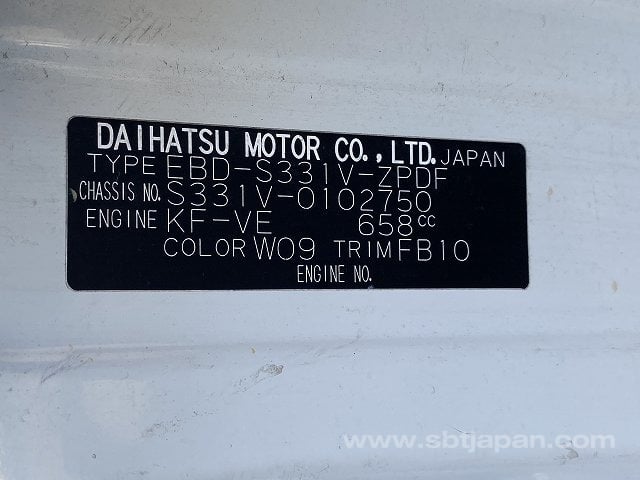 DAIHATSU MOTOR CO., LTD. JAPAN
TYPE EBD-S331V-ZPDF
CHASSIS NO. S331V-0102750
ENGINE KF-VE 658cc
COLOR W09 TRIM FB10
ENGINE NO.
www.sbtjapan.com